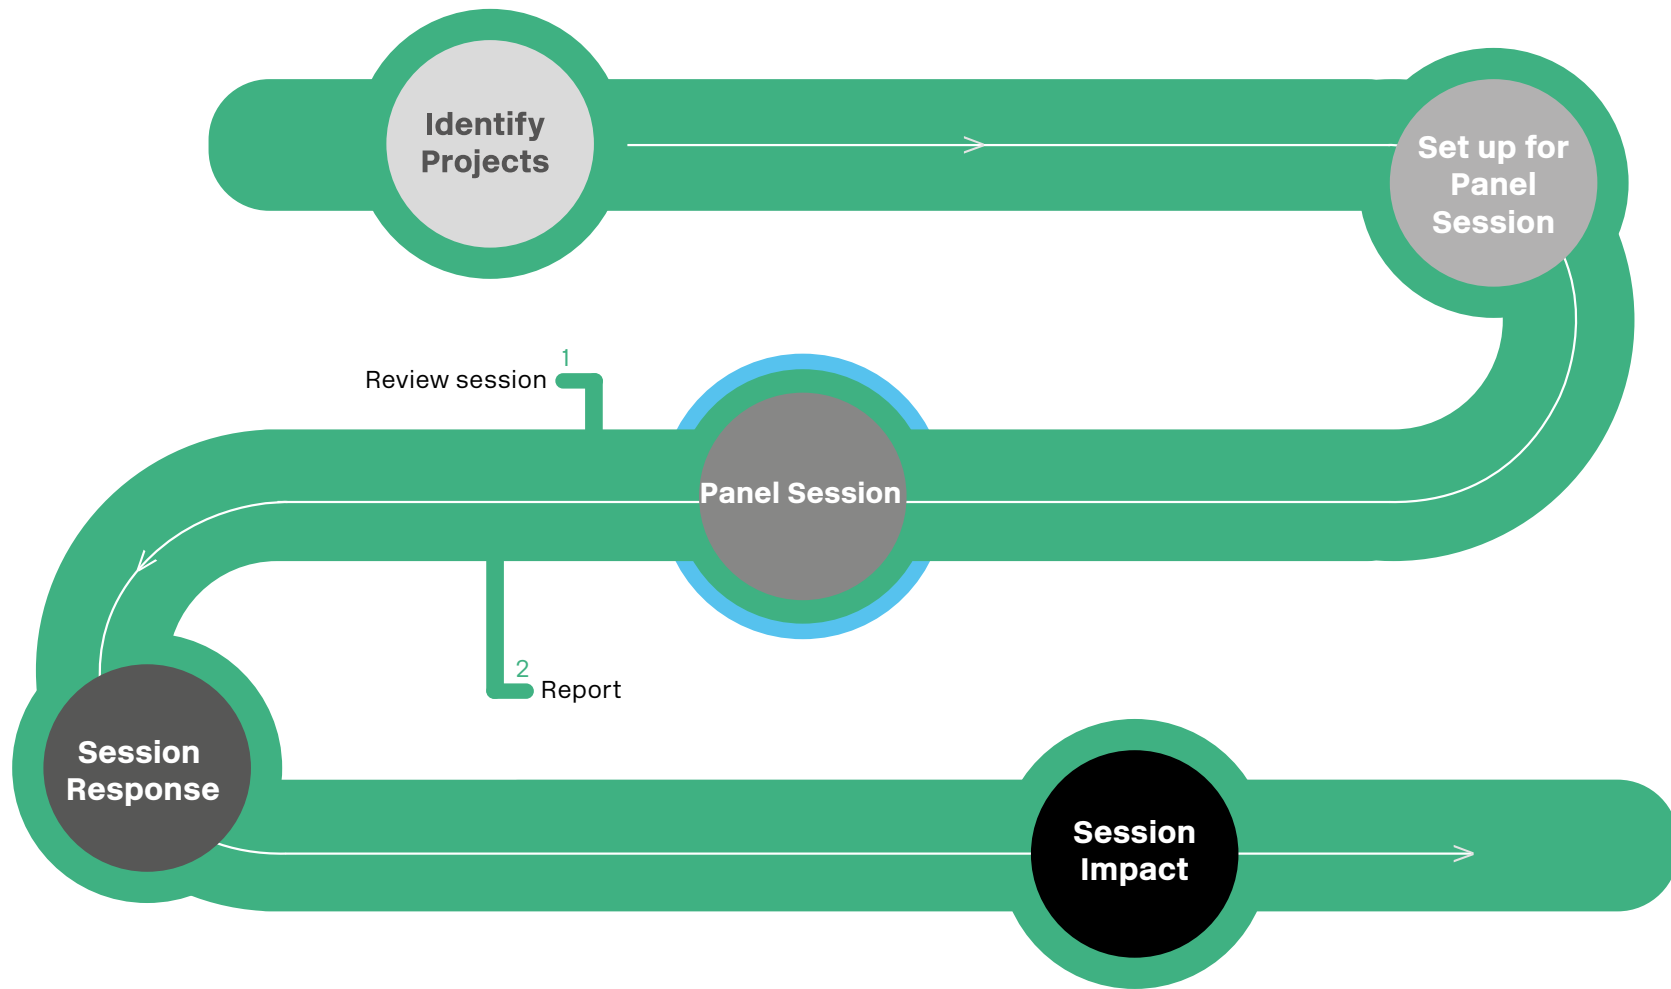 Identify
Projects
Set up for
Panel
Session
1
Review session
Panel Session
2
Report
Session
Response
Session
Impact